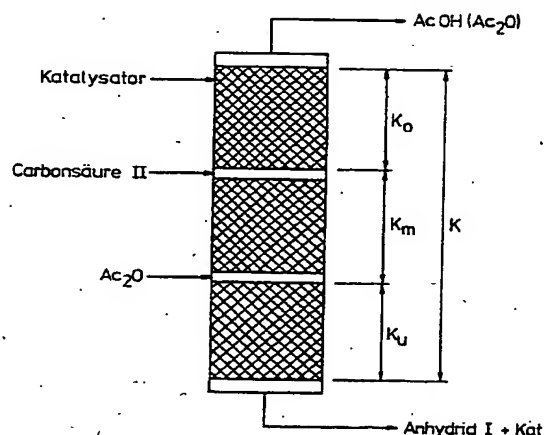 AcOH (Ac₂O)
Katalysator
Kₒ
Carbonsäure II
Kₘ
K
Ac₂O
Kᵤ
Anhydrid I + Kat